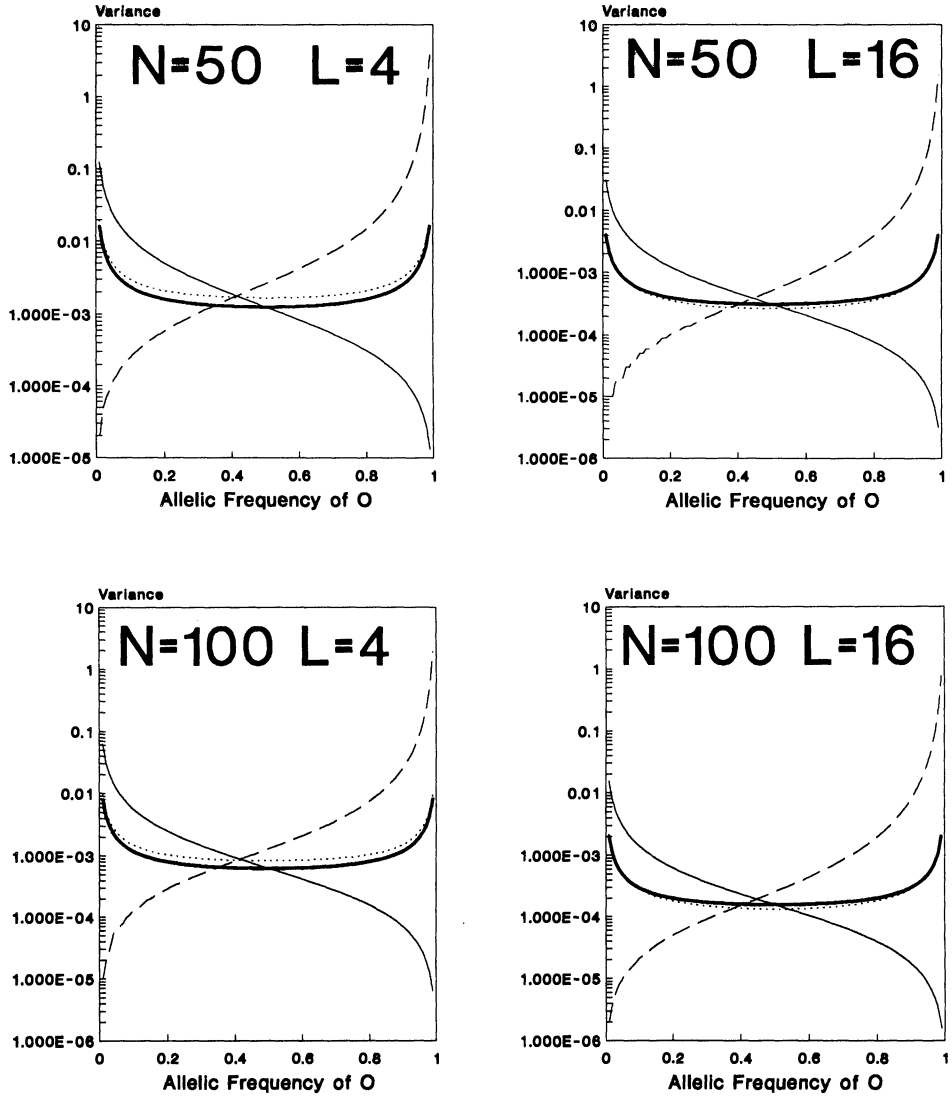 Variance
10
1
0.1
0.01
1.000E-03
1.000E-04
1.000E-05
N=50 L=4
0 0.2 0.4 0.6 0.8 1
Allelic Frequency of O
Variance
10
1
0.1
0.01
1.000E-03
1.000E-04
1.000E-05
1.000E-06
N=50 L=16
0 0.2 0.4 0.6 0.8 1
Allelic Frequency of O
Variance
10
1
0.1
0.01
1.000E-03
1.000E-04
1.000E-05
1.000E-06
N=100 L=4
0 0.2 0.4 0.6 0.8 1
Allelic Frequency of O
Variance
10
1
0.1
0.01
1.000E-03
1.000E-04
1.000E-05
1.000E-06
N=100 L=16
0 0.2 0.4 0.6 0.8 1
Allelic Frequency of O